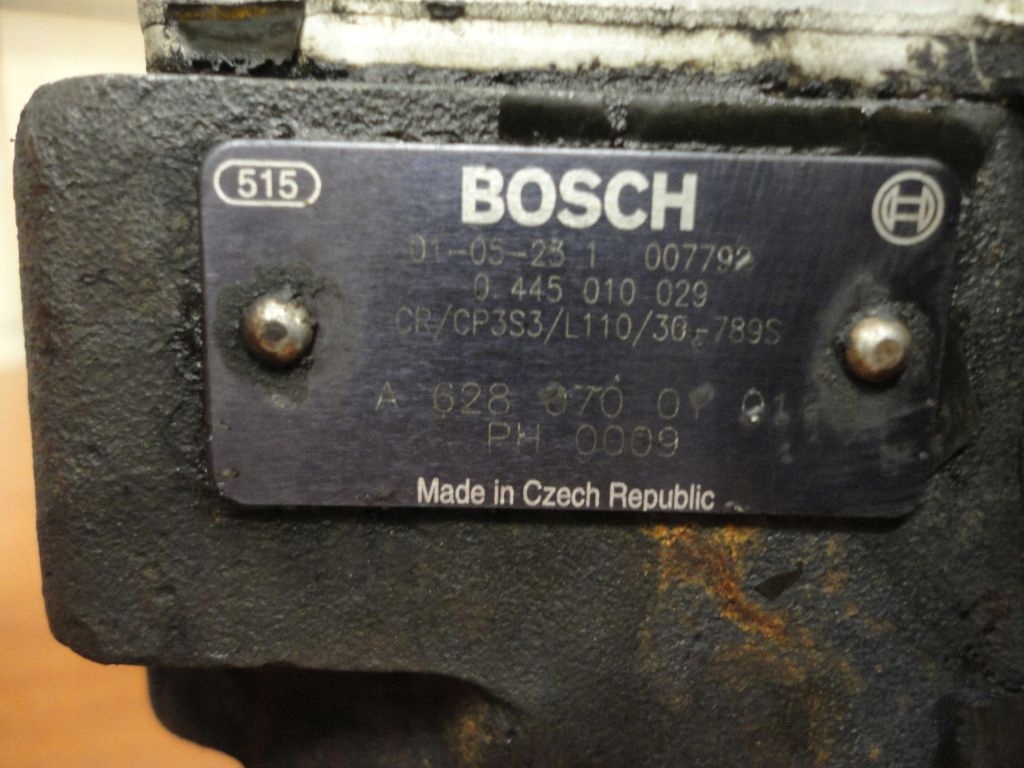 515
BOSCH
01-05-23 1 007792
0 445 010 029
CR/CP3S3/L110/30-789S
A 628 070 01 01
PH 0009
Made in Czech Republic